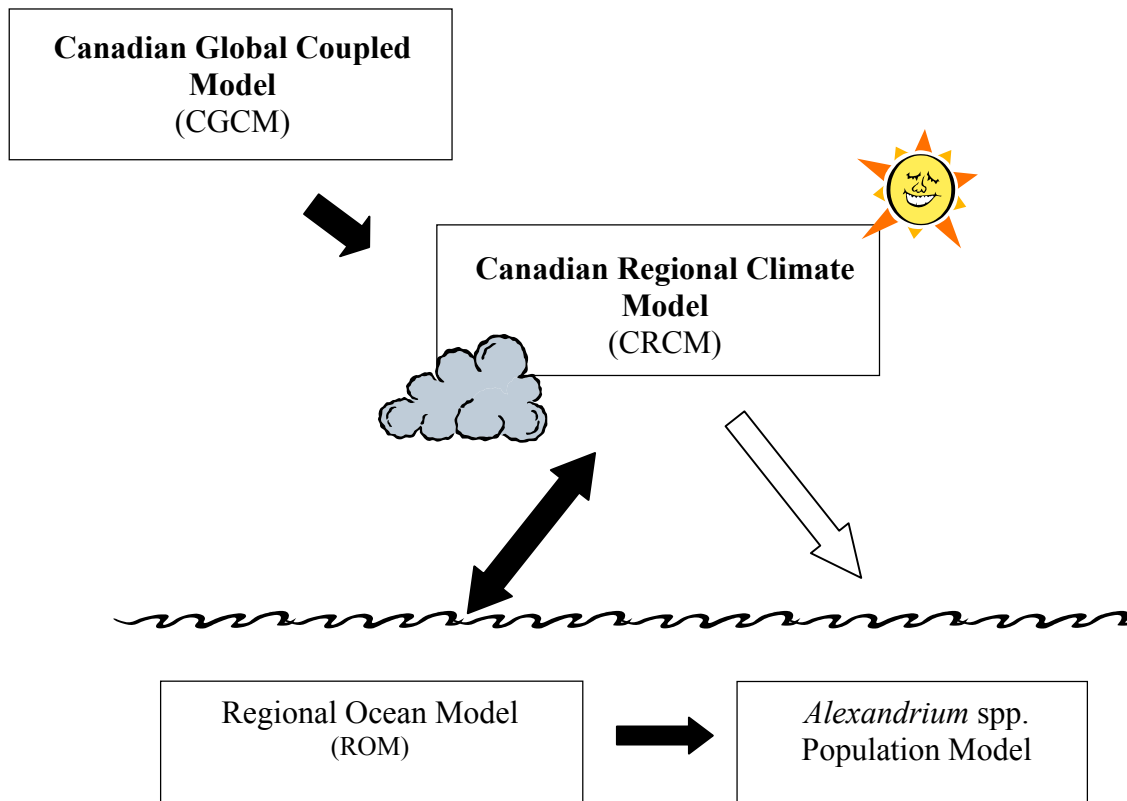 Canadian Global Coupled
Model
(CGCM)
Canadian Regional Climate
Model
(CRCM)
Regional Ocean Model
(ROM)
Alexandrium spp.
Population Model